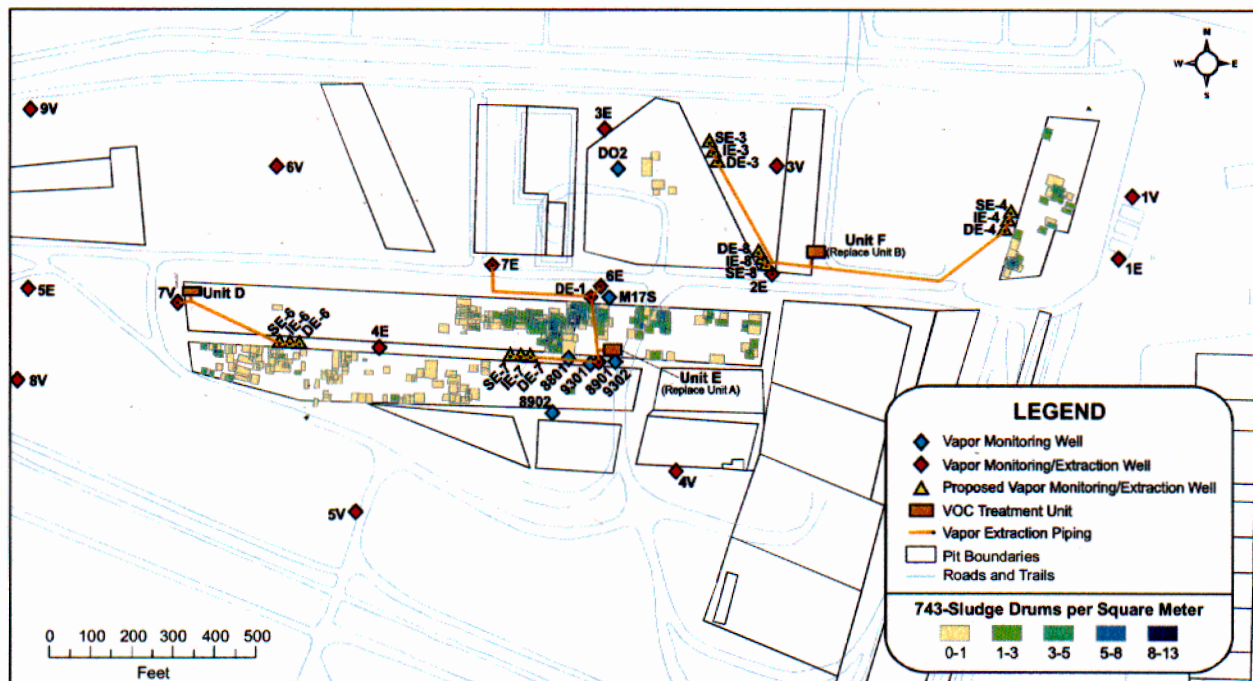 N
W E
S
9V
3E
SE-3
IE-3
DE-3
DO2
6V
3V
1V
SE-4
IE-4
DE-4
Unit F
(Replace Unit B)
DE-8
IE-8
SE-8
2E
1E
7E
6E
DE-1
M17S
5E
7V
Unit D
SE-6
IE-6
DE-6
4E
SE-7
IE-7
DE-7
8801
9301
8901
9302
Unit E
(Replace Unit A)
8V
8902
4V
5V
LEGEND
Vapor Monitoring Well
Vapor Monitoring/Extraction Well
Proposed Vapor Monitoring/Extraction Well
VOC Treatment Unit
Vapor Extraction Piping
Pit Boundaries
Roads and Trails
743-Sludge Drums per Square Meter
0-1 1-3 3-5 5-8 8-13
0 100 200 300 400 500
Feet